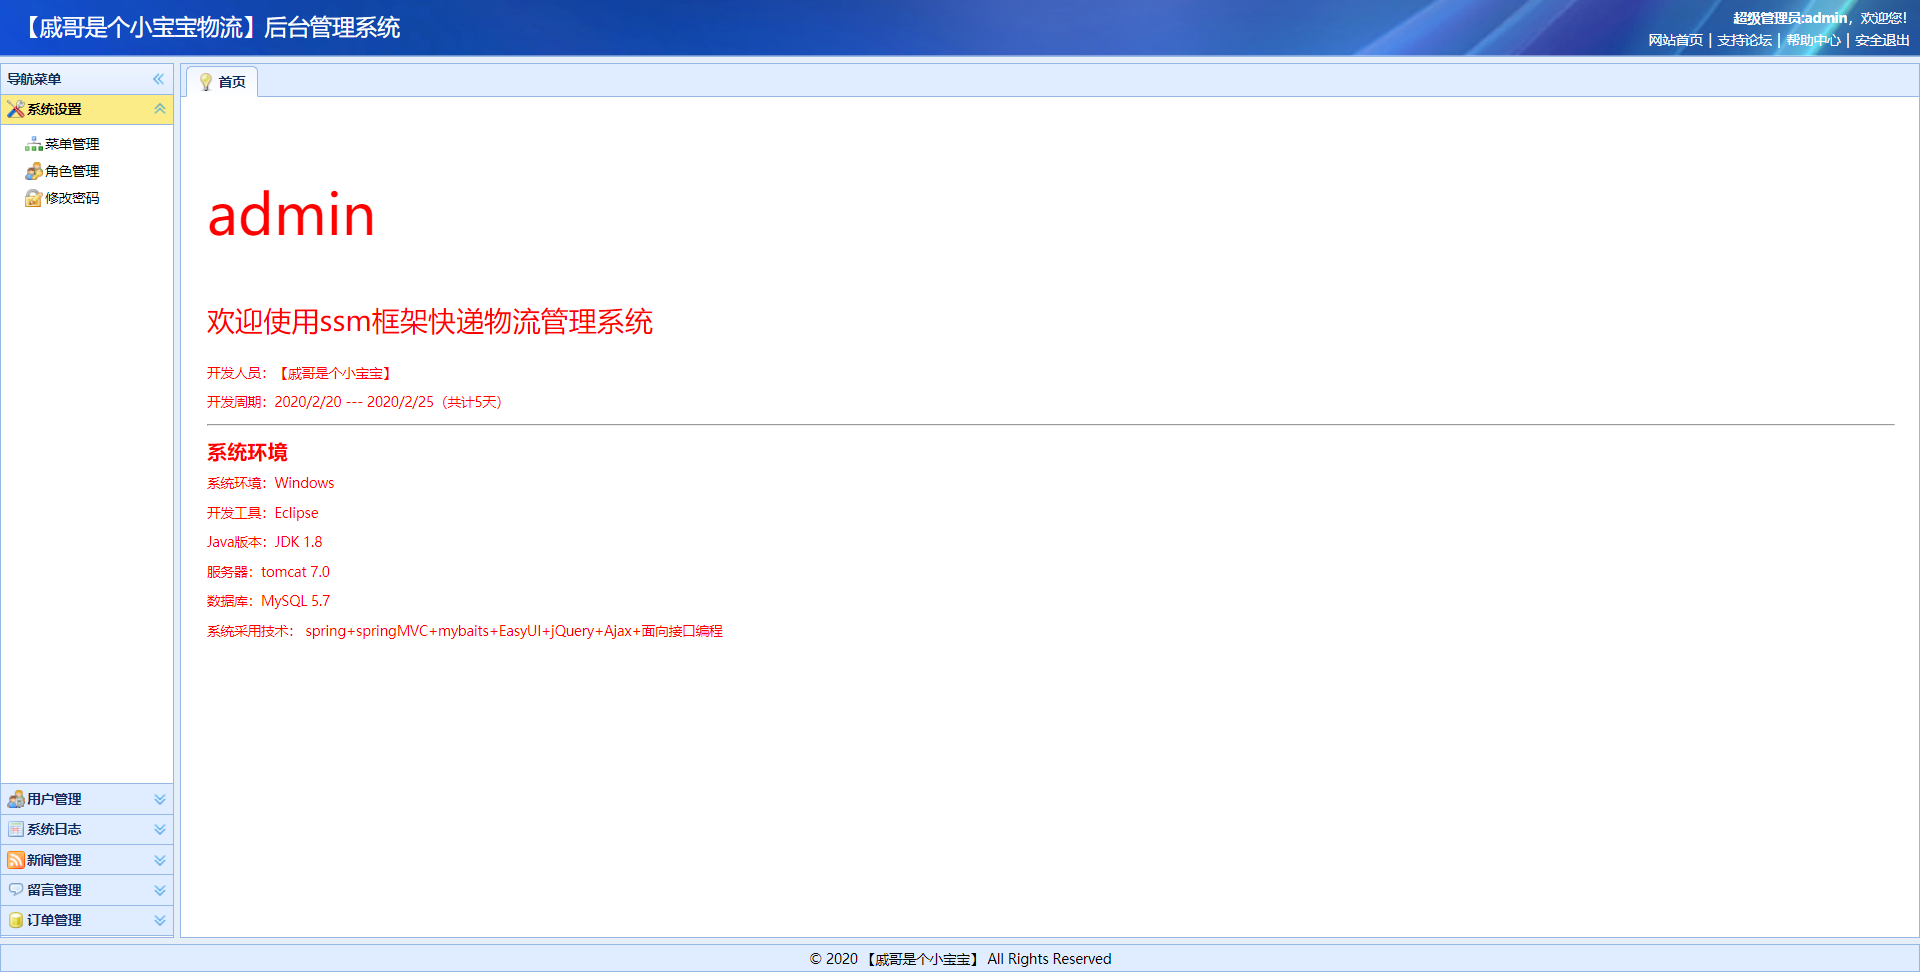 【戚哥是个小宝宝物流】后台管理系统
超级管理员:admin，欢迎您！
网站首页 | 支持论坛 | 帮助中心 | 安全退出
导航菜单
系统设置
菜单管理
角色管理
修改密码
用户管理
系统日志
新闻管理
留言管理
订单管理
首页
admin
欢迎使用ssm框架快递物流管理系统
开发人员：【戚哥是个小宝宝】
开发周期：2020/2/20 --- 2020/2/25（共计5天）
系统环境
系统环境：Windows
开发工具：Eclipse
Java版本：JDK 1.8
服务器：tomcat 7.0
数据库：MySQL 5.7
系统采用技术： spring+springMVC+mybaits+EasyUI+jQuery+Ajax+面向接口编程
© 2020 【戚哥是个小宝宝】 All Rights Reserved